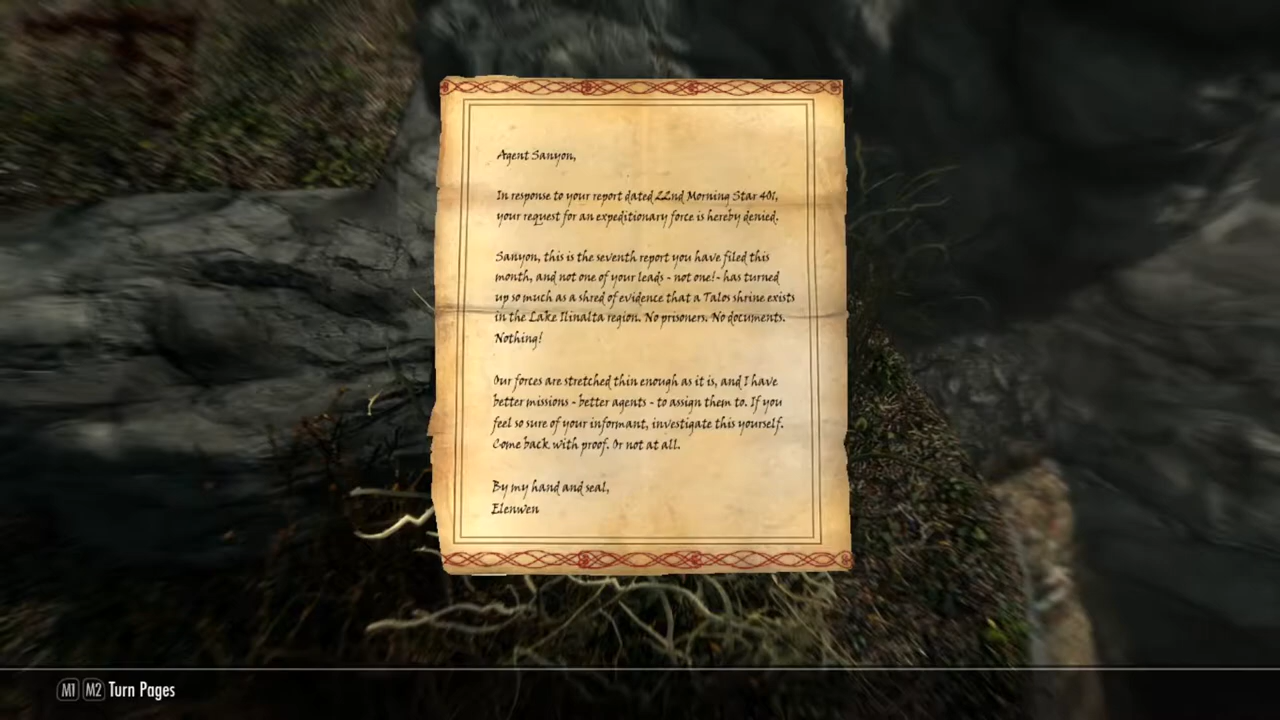 Agent Sanyon,
In response to your report dated 22nd Morning Star 401,
your request for an expeditionary force is hereby denied.
Sanyon, this is the seventh report you have filed this
month, and not one of your leads - not one!- has turned
up so much as a shred of evidence that a Talos shrine exists
in the Lake Ilinalta region. No prisoners. No documents.
Nothing!
Our forces are stretched thin enough as it is, and I have
better missions - better agents - to assign them to. If you
feel so sure of your informant, investigate this yourself.
Come back with proof. Or not at all.
By my hand and seal,
Elenwen
M1 M2 Turn Pages